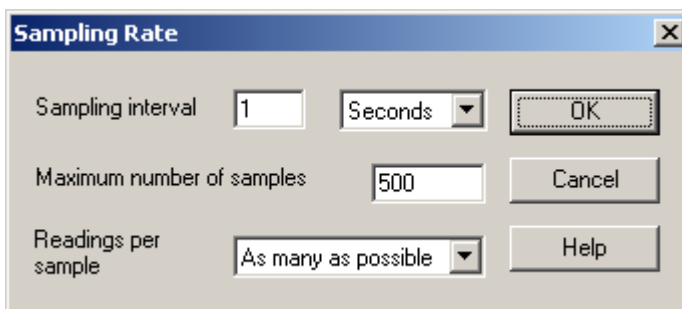 Sampling Rate
Sampling interval 1 Seconds OK
Maximum number of samples 500 Cancel
Readings per
sample As many as possible Help